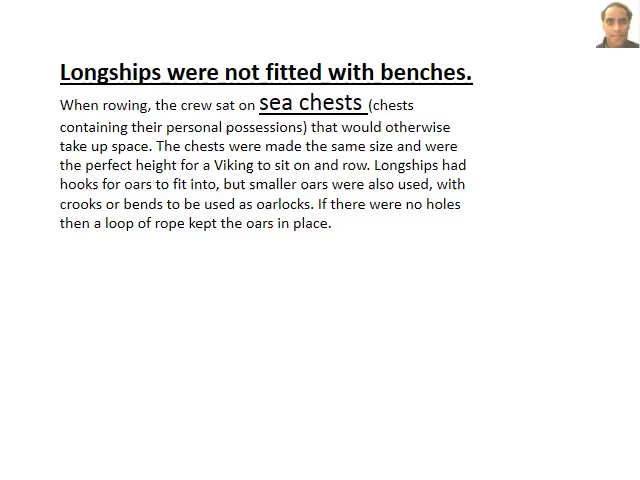 Longships were not fitted with benches.
When rowing, the crew sat on sea chests (chests
containing their personal possessions) that would otherwise
take up space. The chests were made the same size and were
the perfect height for a Viking to sit on and row. Longships had
hooks for oars to fit into, but smaller oars were also used, with
crooks or bends to be used as oarlocks. If there were no holes
then a loop of rope kept the oars in place.